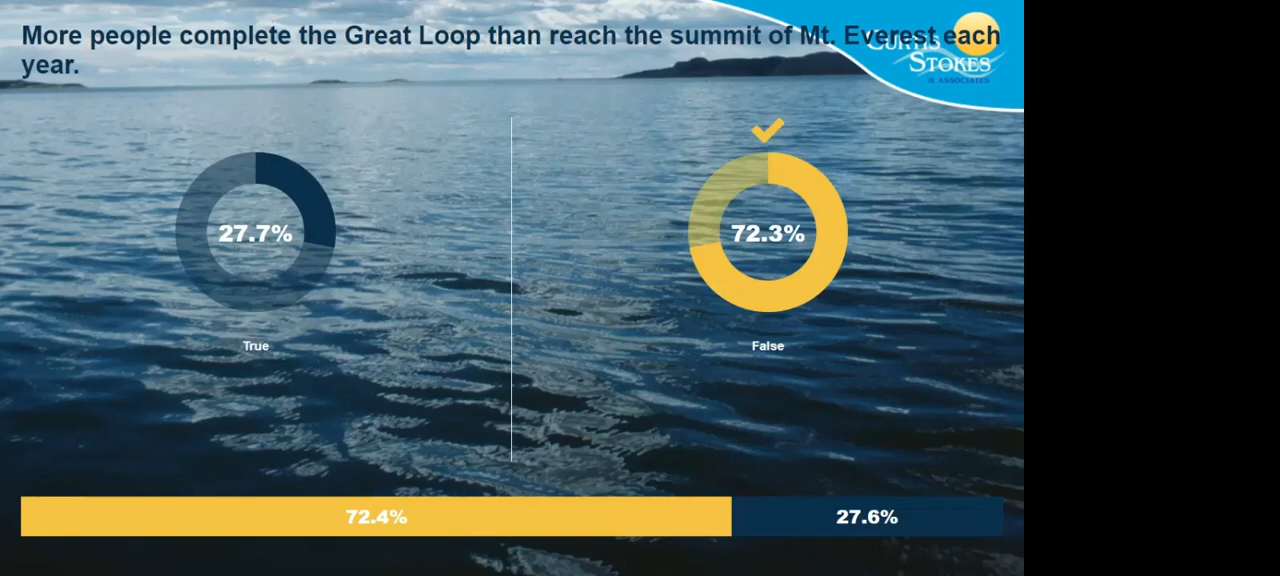 More people complete the Great Loop than reach the summit of Mt. Everest each
year.
CURTIS
STOKES
& ASSOCIATES
27.7%
72.3%
True
False
72.4%
27.6%